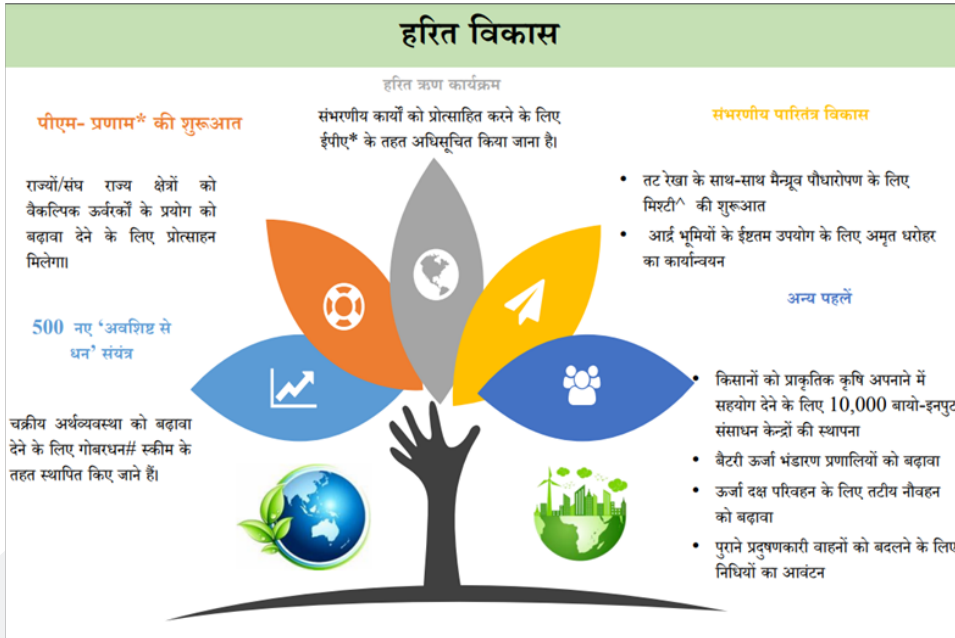 हरित विकास
हरित ऋण कार्यक्रम
संभरणीय कार्यों को प्रोत्साहित करने के लिए
ईपीए* के तहत अधिसूचित किया जाना है।
पीएम- प्रणाम* की शुरूआत
राज्यों/संघ राज्य क्षेत्रों को
वैकल्पिक ऊर्वरकों के प्रयोग को
बढ़ावा देने के लिए प्रोत्साहन
मिलेगा।
500 नए ‘अवशिष्ट से
धन’ संयंत्र
चक्रीय अर्थव्यवस्था को बढ़ावा
देने के लिए गोबरधन# स्कीम के
तहत स्थापित किए जाने हैं।
संभरणीय पारितंत्र विकास
• तट रेखा के साथ-साथ मैन्ग्रूव पौधारोपण के लिए
मिश्टी^ की शुरूआत
• आर्द्र भूमियों के ईष्टतम उपयोग के लिए अमृत धरोहर
का कार्यान्वयन
अन्य पहलें
• किसानों को प्राकृतिक कृषि अपनाने में
सहयोग देने के लिए 10,000 बायो-इनपुट
संसाधन केन्द्रों की स्थापना
• बैटरी ऊर्जा भंडारण प्रणालियों को बढ़ावा
• ऊर्जा दक्ष परिवहन के लिए तटीय नौवहन
को बढ़ावा
• पुराने प्रदुषणकारी वाहनों को बदलने के लिए
निधियों का आवंटन